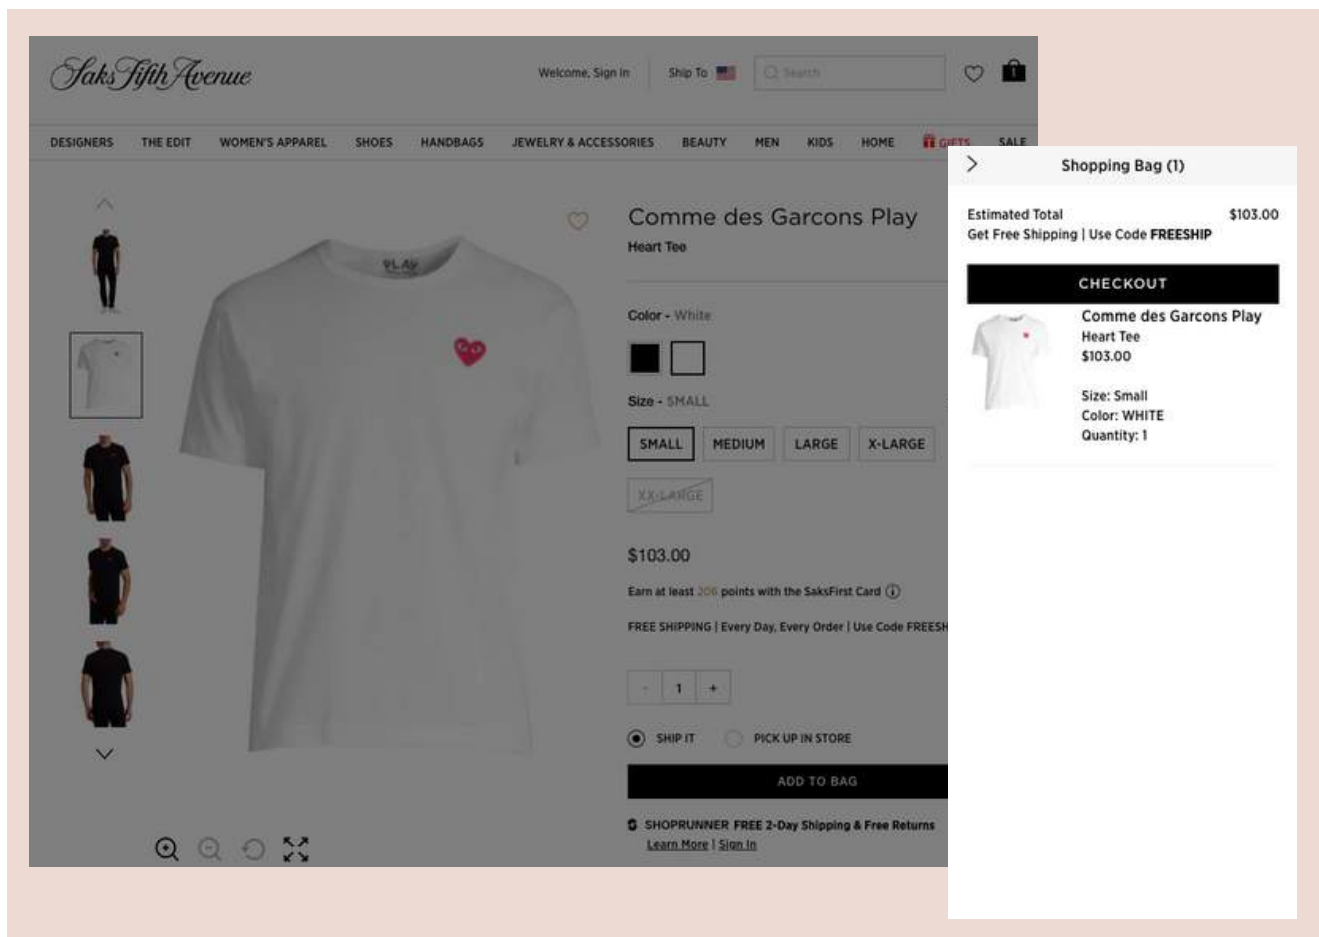 Saks Fifth Avenue
Welcome, Sign In
Ship To
Search
1
DESIGNERS THE EDIT WOMEN'S APPAREL SHOES HANDBAGS JEWELRY & ACCESSORIES BEAUTY MEN KIDS HOME GIFTS SALE
PLAY
Comme des Garcons Play
Heart Tee
Color - White
Size - SMALL
SMALL MEDIUM LARGE X-LARGE
XX-LARGE
$103.00
Earn at least 206 points with the SaksFirst Card
FREE SHIPPING | Every Day, Every Order | Use Code FREESH
- 1 +
SHIP IT PICK UP IN STORE
ADD TO BAG
SHOPRUNNER FREE 2-Day Shipping & Free Returns
Learn More | Sign In
Shopping Bag (1)
Estimated Total $103.00
Get Free Shipping | Use Code FREESHIP
CHECKOUT
Comme des Garcons Play
Heart Tee
$103.00
Size: Small
Color: WHITE
Quantity: 1